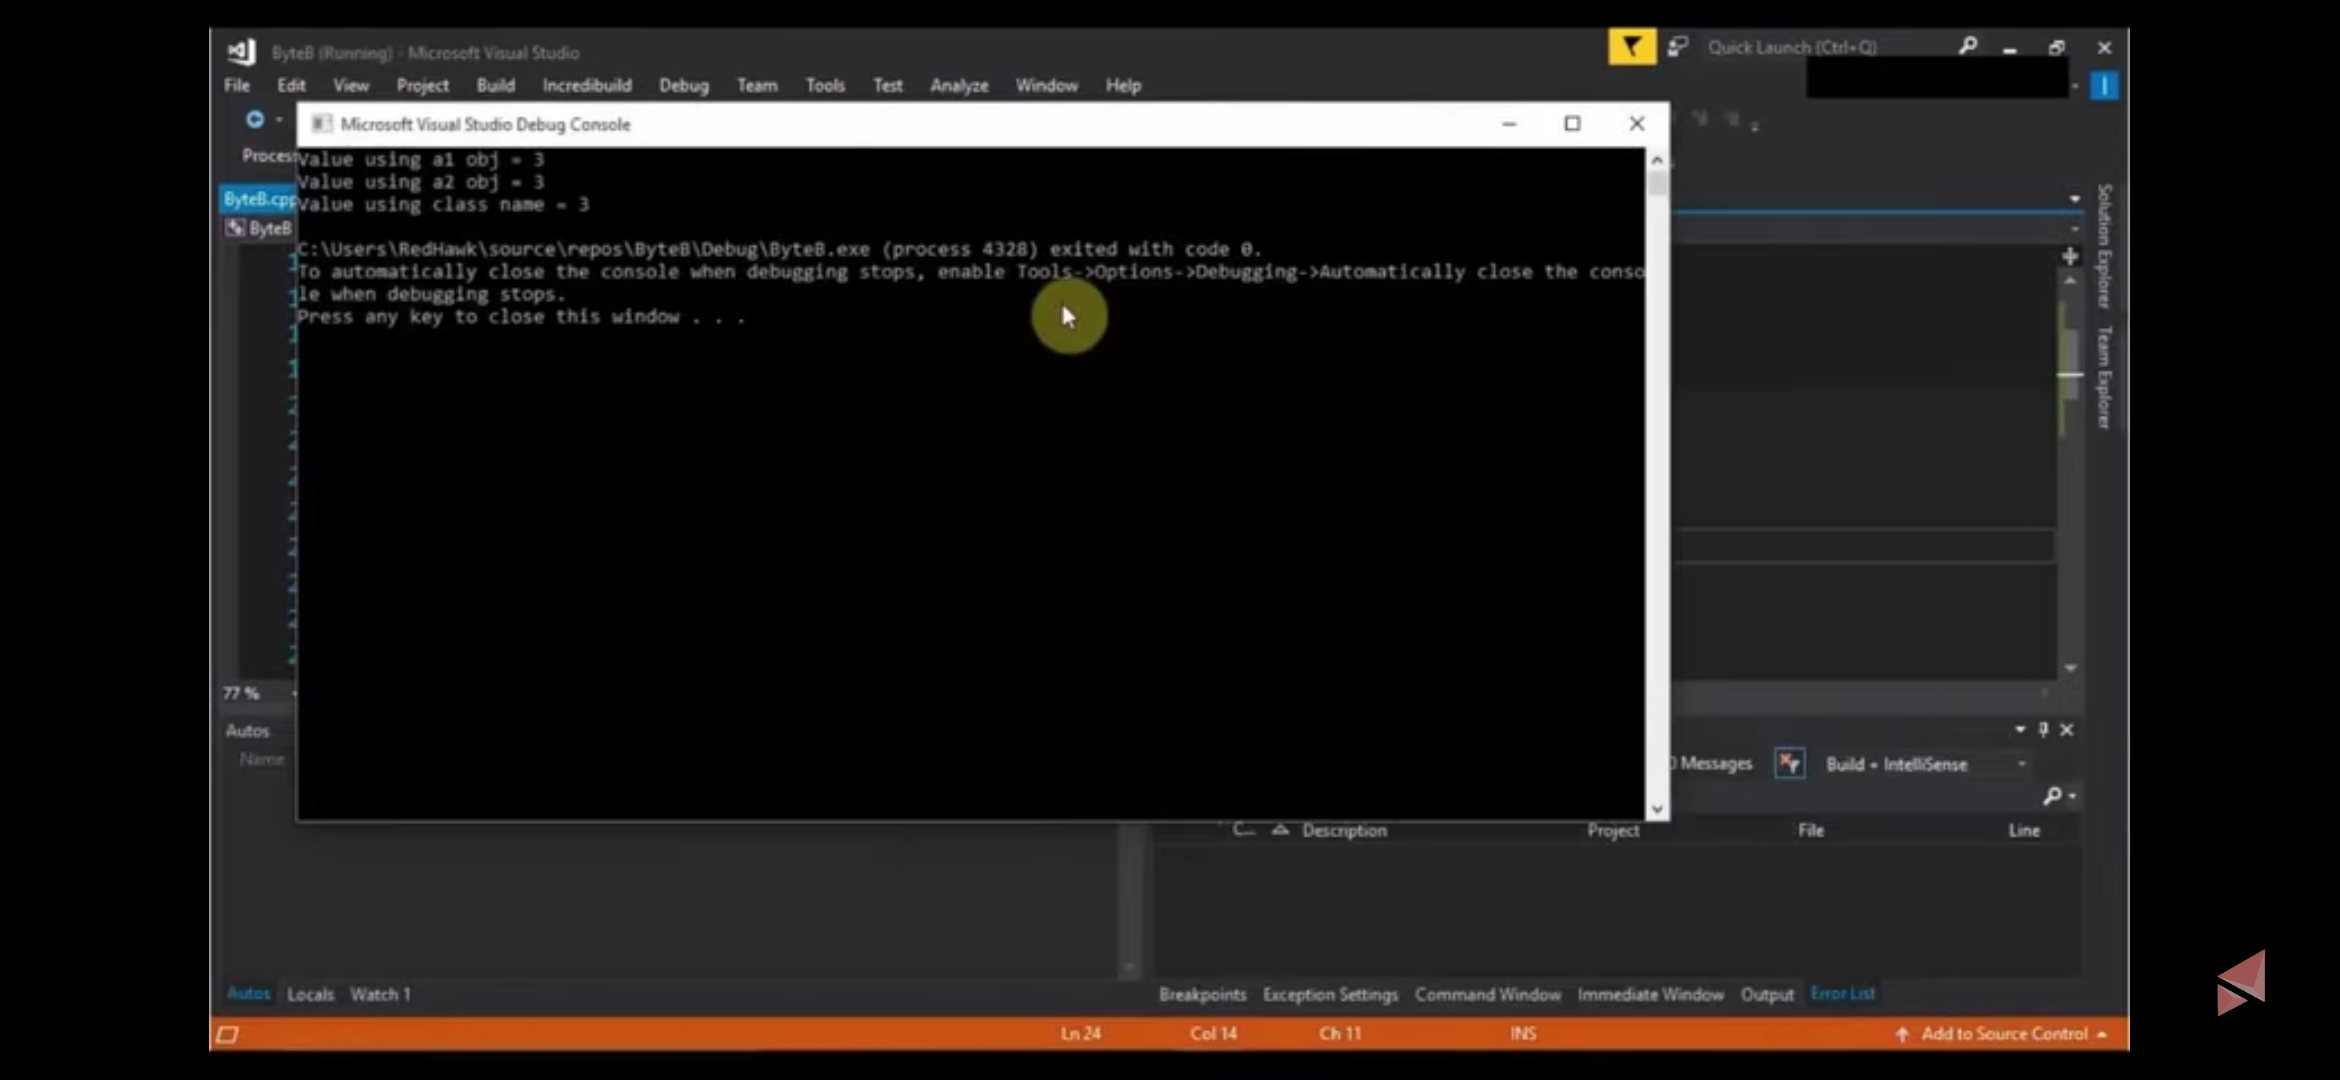 ByteB (Running) - Microsoft Visual Studio
Quick Launch (Ctrl+Q)
File Edit View Project Build Incredibuild Debug Team Tools Test Analyze Window Help
Microsoft Visual Studio Debug Console
Proces
ByteB.cpp
ByteB
Value using a1 obj = 3
Value using a2 obj = 3
Value using class name = 3
C:\Users\RedHawk\source\repos\ByteB\Debug\ByteB.exe (process 4328) exited with code 0.
To automatically close the console when debugging stops, enable Tools->Options->Debugging->Automatically close the conso
le when debugging stops.
Press any key to close this window . . .
Solution Explorer
Team Explorer
77 %
Autos
Name
0 Messages
Build + IntelliSense
C... Description Project File Line
Autos Locals Watch 1
Breakpoints Exception Settings Command Window Immediate Window Output Error List
Ln 24 Col 14 Ch 11 INS
Add to Source Control